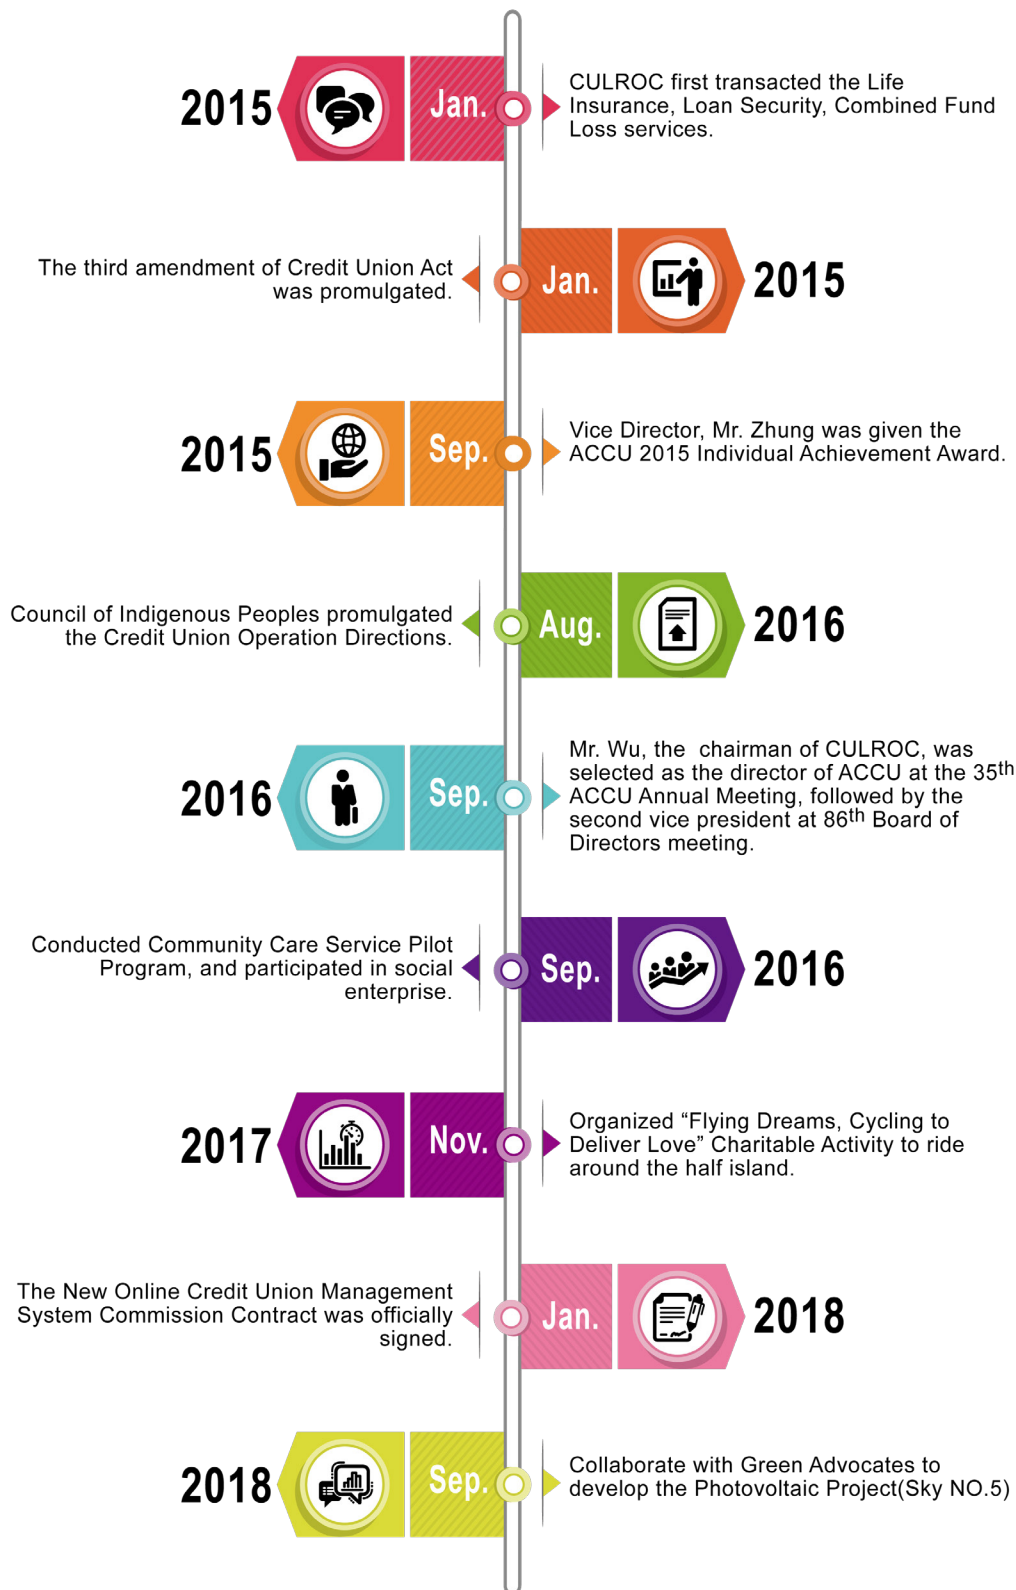 2015
Jan.
CULROC first transacted the Life
Insurance, Loan Security, Combined Fund
Loss services.
The third amendment of Credit Union Act
was promulgated.
Jan.
2015
2015
Sep.
Vice Director, Mr. Zhung was given the
ACCU 2015 Individual Achievement Award.
Council of Indigenous Peoples promulgated
the Credit Union Operation Directions.
Aug.
2016
2016
Sep.
Mr. Wu, the  chairman of CULROC, was
selected as the director of ACCU at the 35th
ACCU Annual Meeting, followed by the
second vice president at 86th Board of
Directors meeting.
Conducted Community Care Service Pilot
Program, and participated in social
enterprise.
Sep.
2016
2017
Nov.
Organized “Flying Dreams, Cycling to
Deliver Love” Charitable Activity to ride
around the half island.
The New Online Credit Union Management
System Commission Contract was officially
signed.
Jan.
2018
2018
Sep.
Collaborate with Green Advocates to
develop the Photovoltaic Project(Sky NO.5)